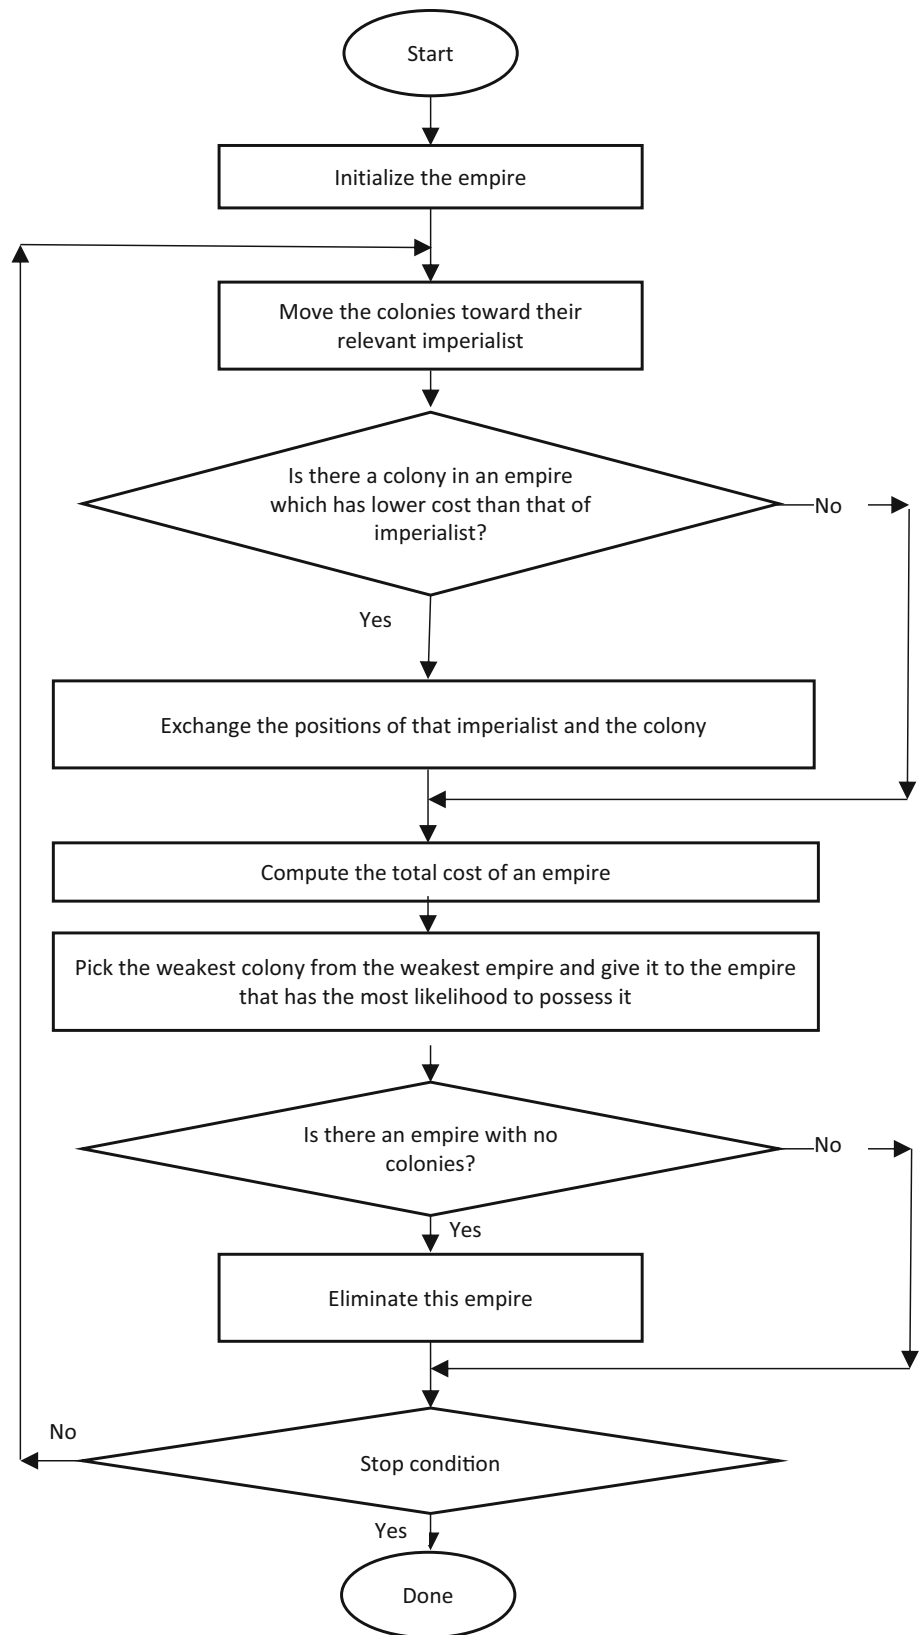 Start
Initialize the empire
Move the colonies toward their
relevant imperialist
Is there a colony in an empire
which has lower cost than that of
imperialist?
No
Yes
Exchange the positions of that imperialist and the colony
Compute the total cost of an empire
Pick the weakest colony from the weakest empire and give it to the empire
that has the most likelihood to possess it
Is there an empire with no
colonies?
No
Yes
Eliminate this empire
No
Stop condition
Yes
Done